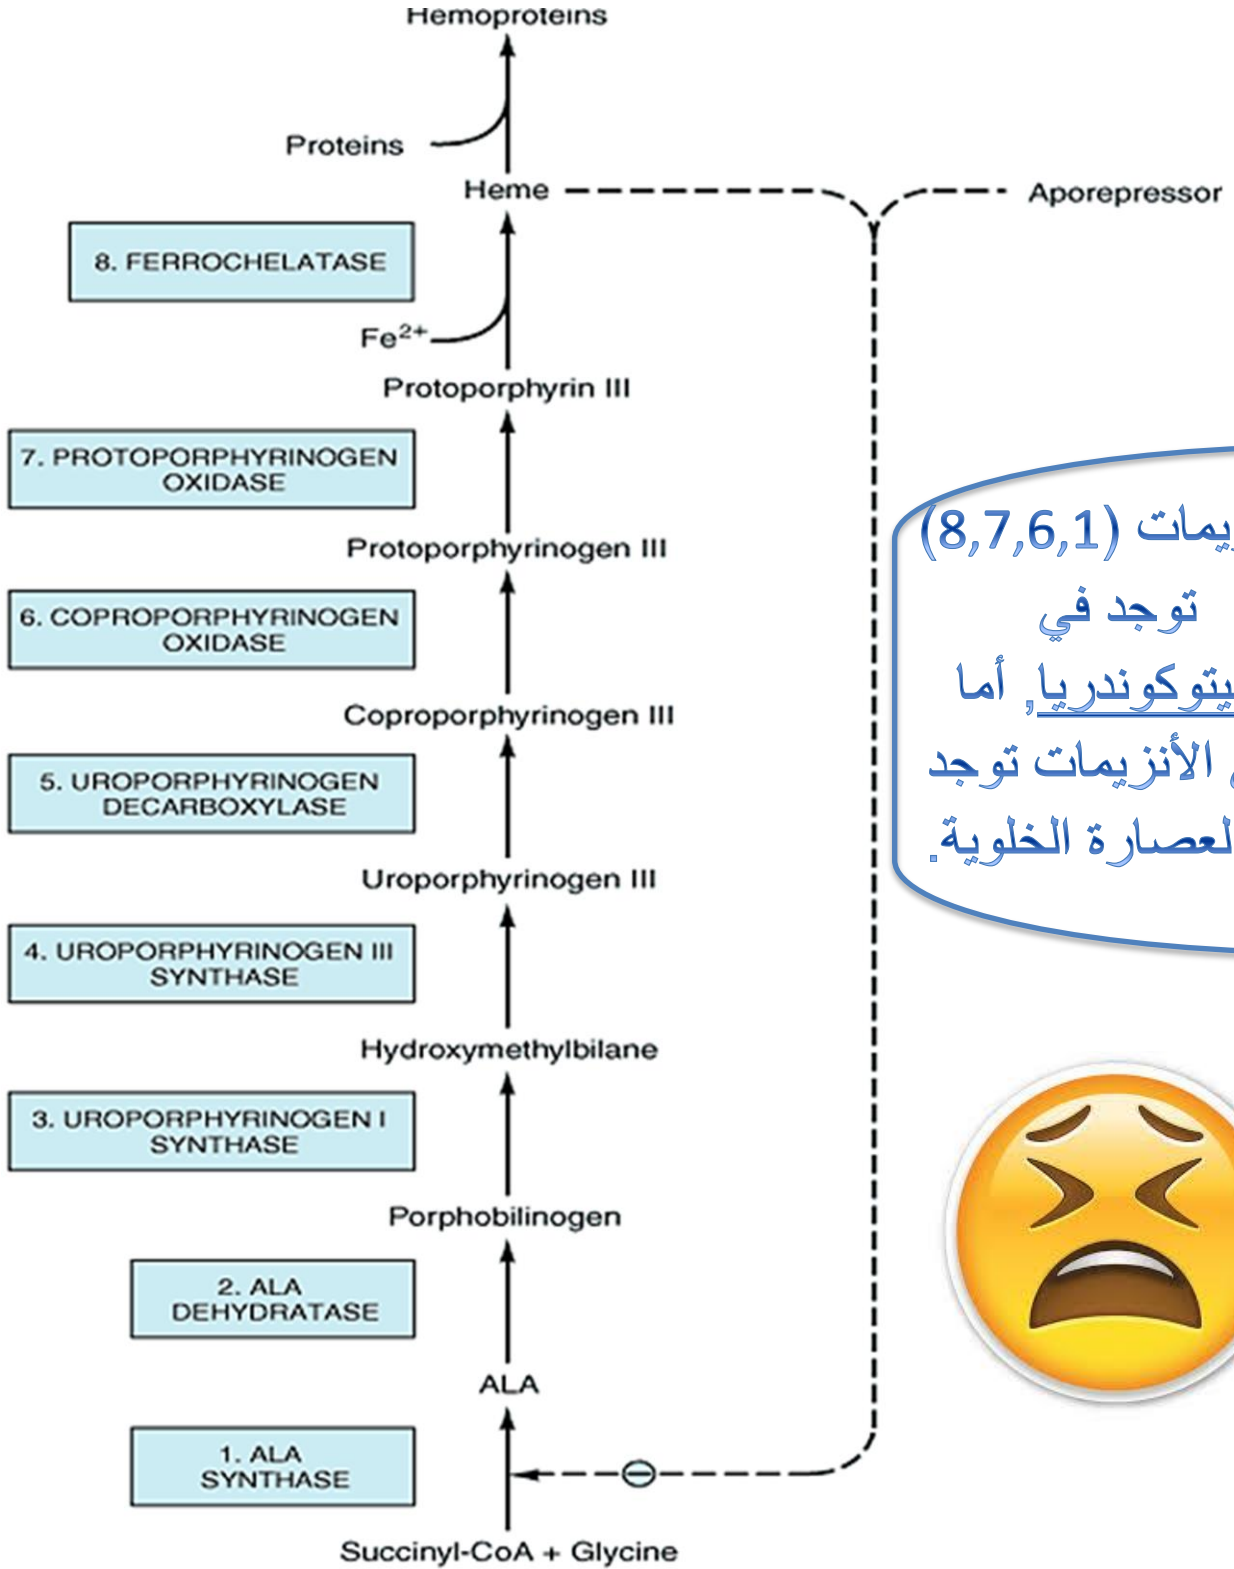 Hemoproteins
Proteins
Heme
Aporepressor
8. FERROCHELATASE
Fe2+
Protoporphyrin III
7. PROTOPORPHYRINOGEN
OXIDASE
Protoporphyrinogen III
6. COPROPORPHYRINOGEN
OXIDASE
Coproporphyrinogen III
5. UROPORPHYRINOGEN
DECARBOXYLASE
Uroporphyrinogen III
4. UROPORPHYRINOGEN III
SYNTHASE
Hydroxymethylbilane
3. UROPORPHYRINOGEN I
SYNTHASE
Porphobilinogen
2. ALA
DEHYDRATASE
ALA
1. ALA
SYNTHASE
Succinyl-CoA + Glycine
(8,7,6,1)
توجد في
أما
الأنزيمات توجد
الخلوية.